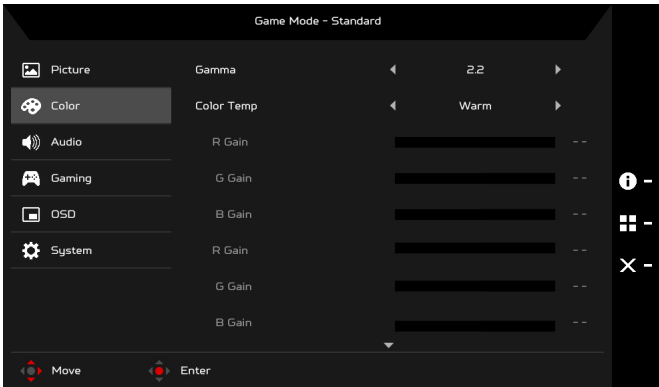 Game Mode - Standard
Picture
Gamma 2.2
Color
Color Temp Warm
Audio
R Gain - -
Gaming
G Gain - -
OSD
B Gain - -
System
R Gain - -
G Gain - -
B Gain - -
Move Enter